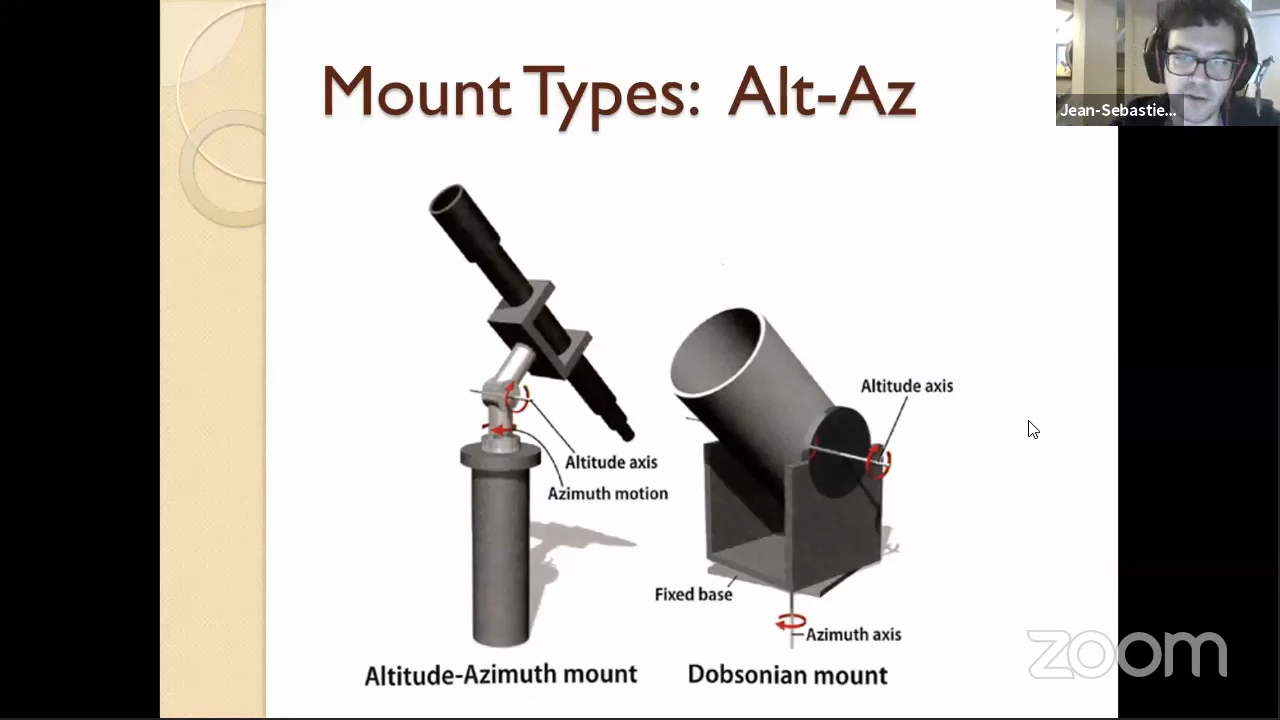 Mount Types: Alt-Az
Jean-Sebastie...
Altitude axis
Altitude axis
Azimuth motion
Fixed base
Azimuth axis
Altitude-Azimuth mount
Dobsonian mount
zoom